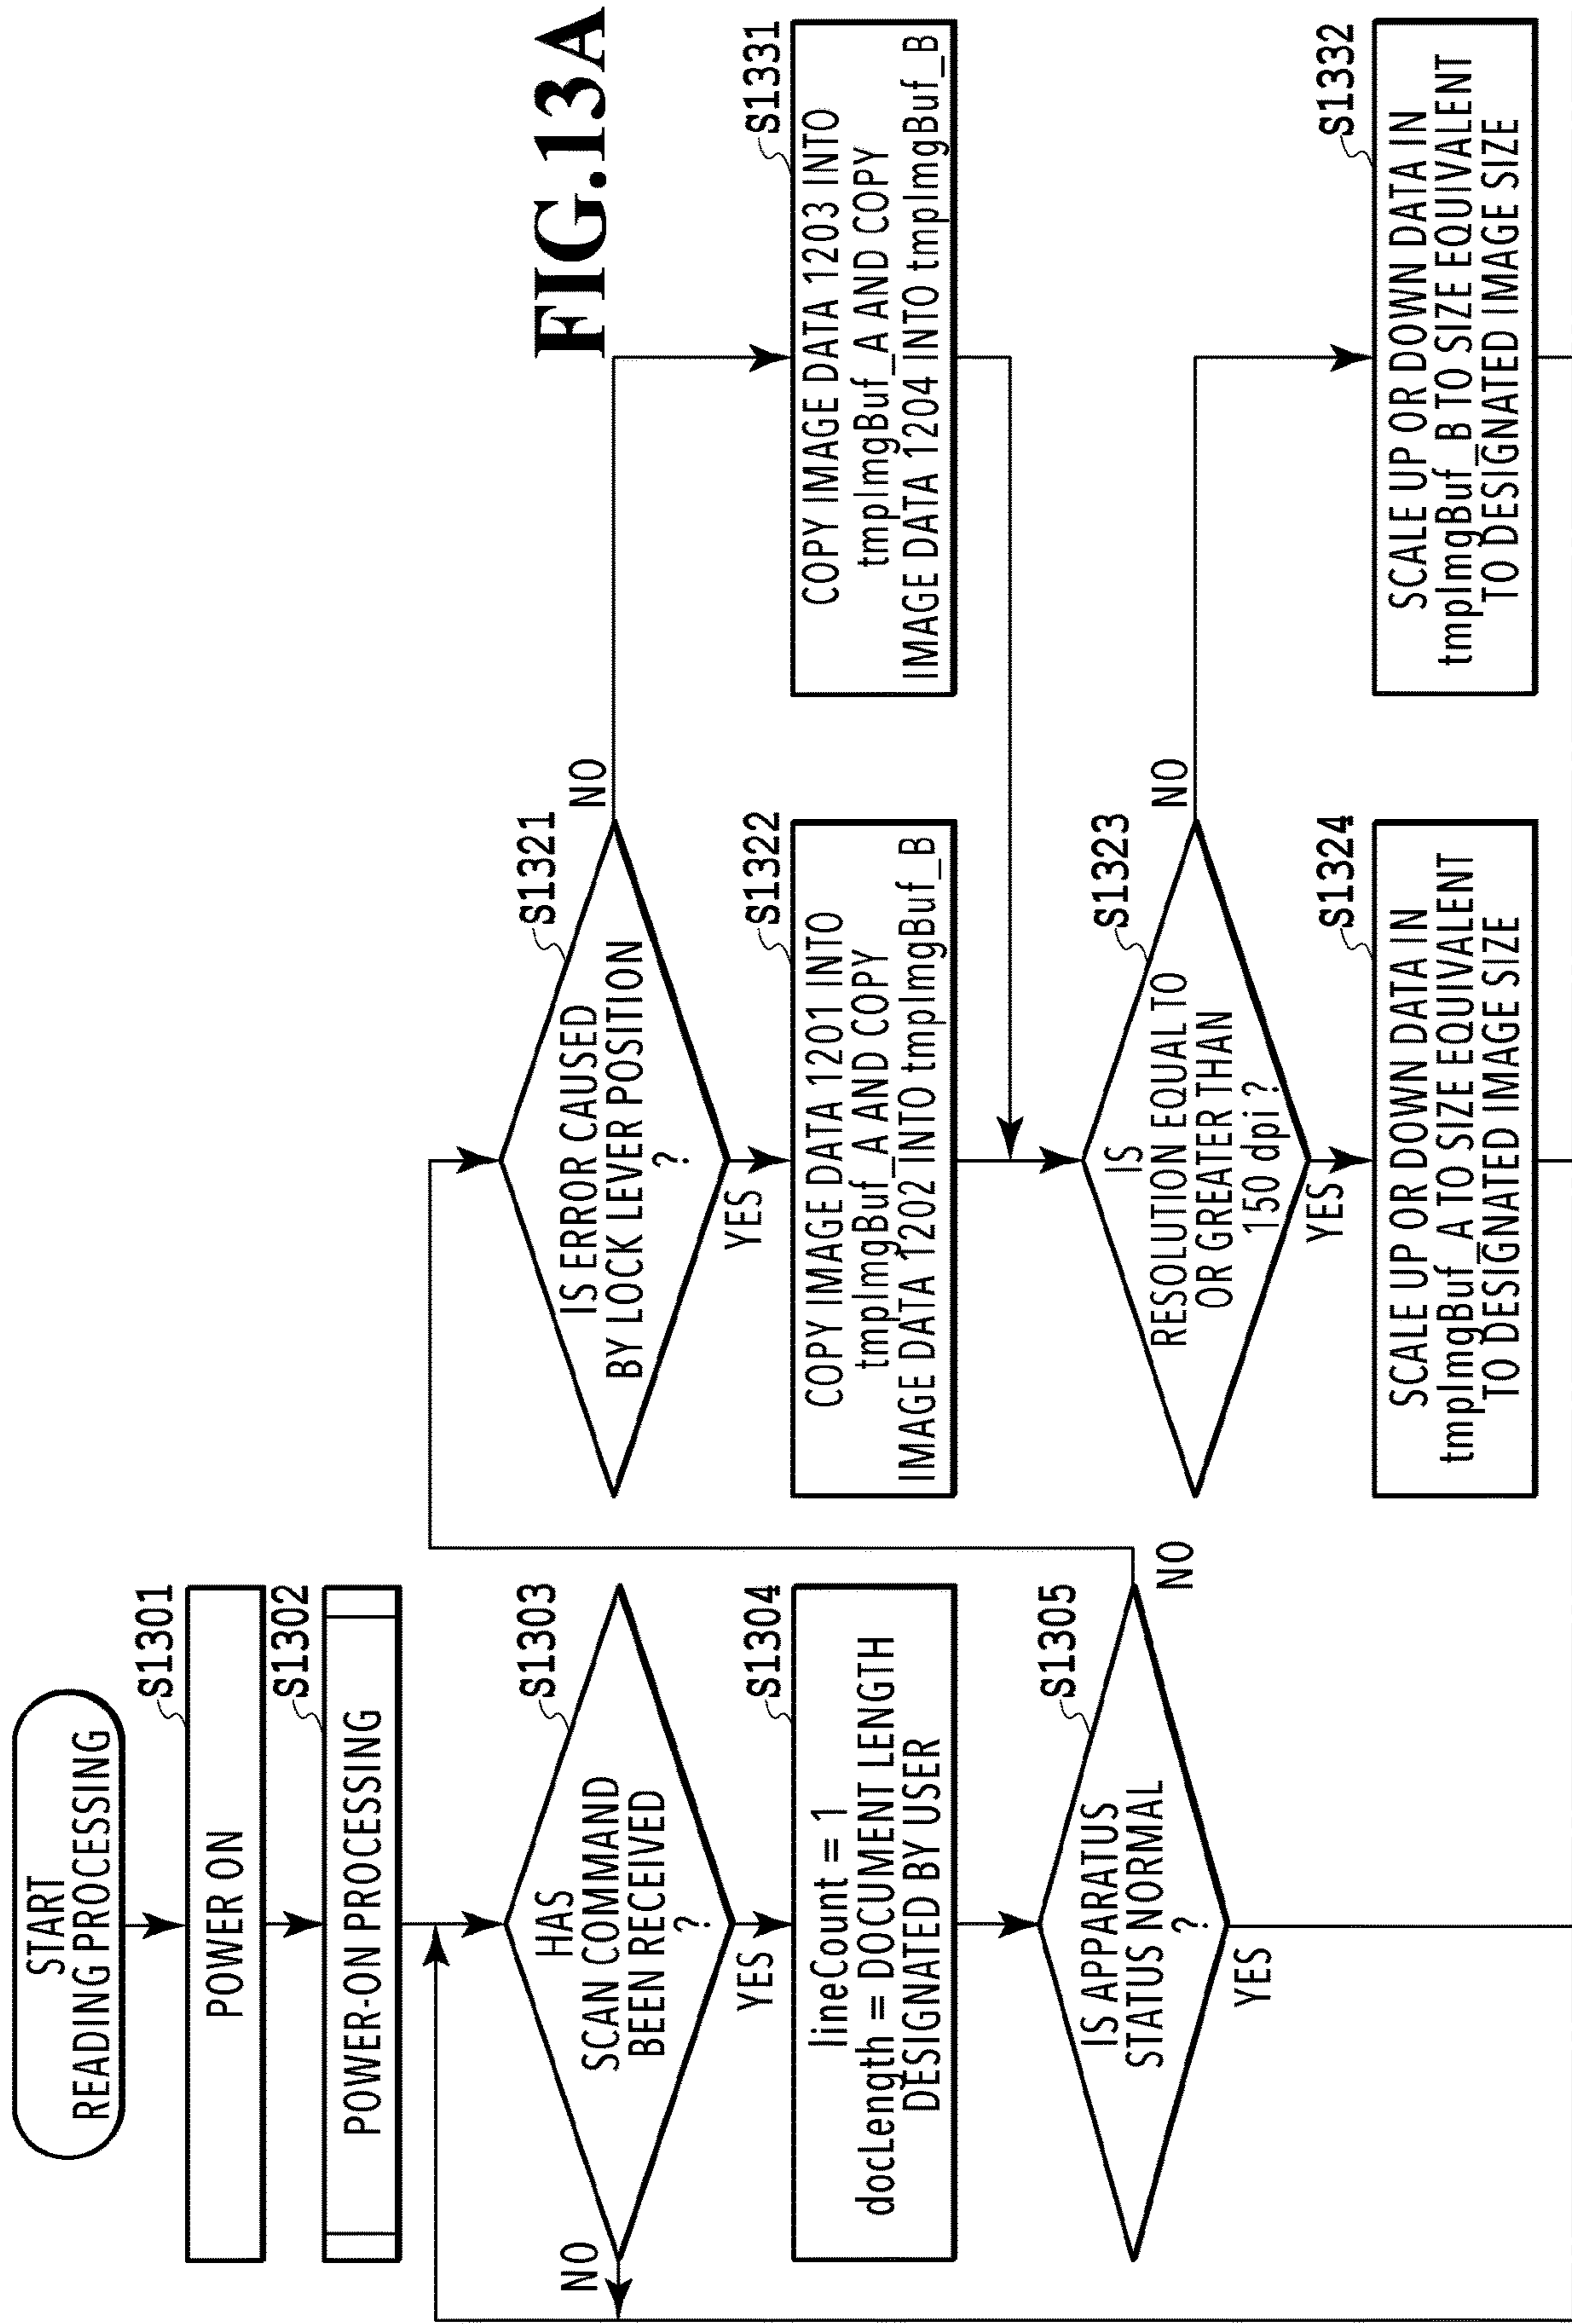 FIG.13A
START
READING PROCESSING
S1301
POWER ON
S1302
POWER-ON PROCESSING
S1303
HAS
SCAN COMMAND
BEEN RECEIVED
?
NO
YES
S1304
lineCount = 1
docLength = DOCUMENT LENGTH
DESIGNATED BY USER
S1305
IS APPARATUS
STATUS NORMAL
?
NO
YES
S1321
IS ERROR CAUSED
BY LOCK LEVER POSITION
?
NO
YES
S1322
COPY IMAGE DATA 1201 INTO
tmpImgBuf_A AND COPY
IMAGE DATA 1202 INTO tmpImgBuf_B
S1331
COPY IMAGE DATA 1203 INTO
tmpImgBuf_A AND COPY
IMAGE DATA 1204 INTO tmpImgBuf_B
S1323
IS
RESOLUTION EQUAL TO
OR GREATER THAN
150 dpi ?
NO
YES
S1324
SCALE UP OR DOWN DATA IN
tmpImgBuf_A TO SIZE EQUIVALENT
TO DESIGNATED IMAGE SIZE
S1332
SCALE UP OR DOWN DATA IN
tmpImgBuf_B TO SIZE EQUIVALENT
TO DESIGNATED IMAGE SIZE